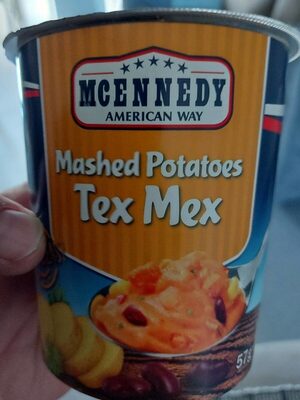 MCENNEDY
AMERICAN WAY
Mashed Potatoes
Tex Mex
57g